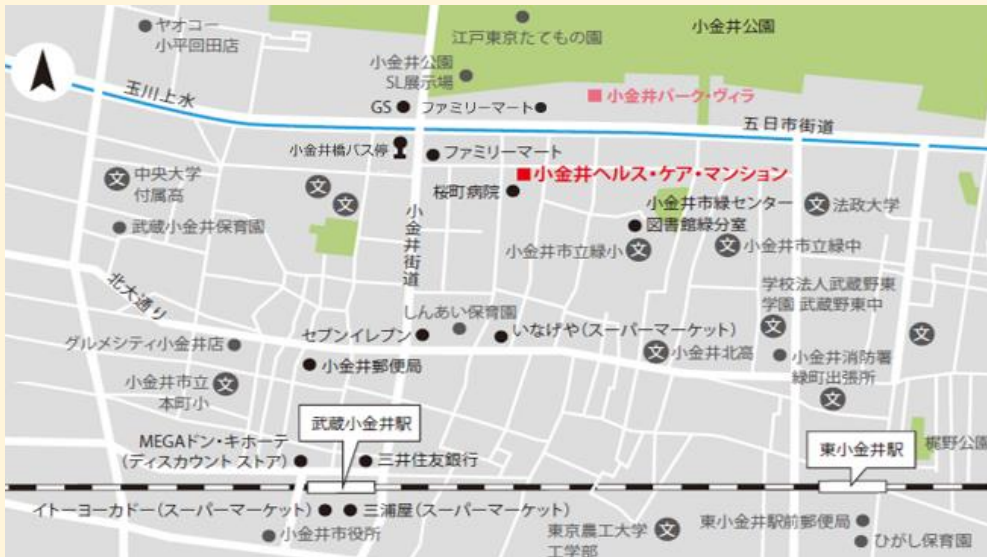 ヤオコー
小平回田店
江戸東京たてもの園
小金井公園
小金井公園
SL展示場
玉川上水
GS
ファミリーマート
小金井パーク・ヴィラ
五日市街道
小金井橋バス停
ファミリーマート
文
中央大学
付属高
文
文
小金井ヘルス・ケア・マンション
桜町病院
小金井市緑センター
図書館緑分室
文
法政大学
武蔵小金井保育園
小金井街道
小金井市立緑小
文
文
小金井市立緑中
北大通り
学校法人武蔵野東
学園 武蔵野東中
文
しんあい保育園
セブンイレブン
いなげや(スーパーマーケット)
文
グルメシティ小金井店
文
小金井北高
小金井消防署
緑町出張所
小金井郵便局
小金井市立
本町小
文
文
武蔵小金井駅
MEGAドン・キホーテ
(ディスカウント ストア)
三井住友銀行
東小金井駅
梶野公園
イトーヨーカドー(スーパーマーケット)
三浦屋(スーパーマーケット)
小金井市役所
東京農工大学
工学部
文
東小金井駅前郵便局
ひがし保育園